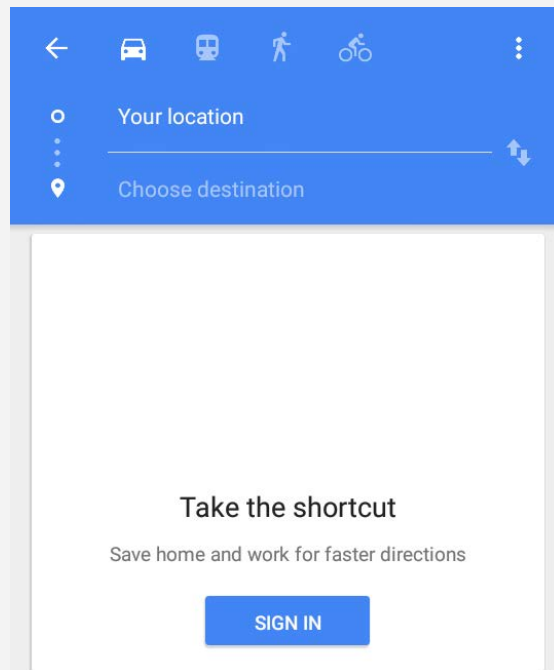 Your location
Choose destination
Take the shortcut
Save home and work for faster directions
SIGN IN